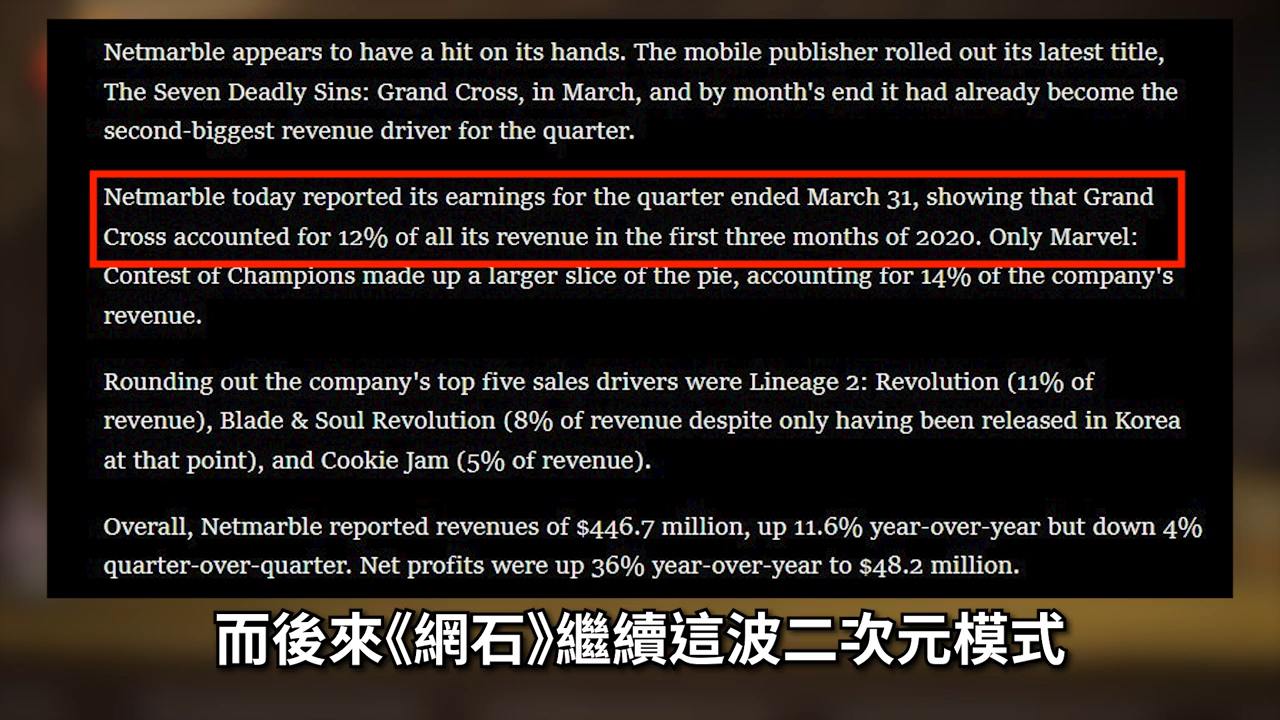 Netmarble appears to have a hit on its hands. The mobile publisher rolled out its latest title,
The Seven Deadly Sins: Grand Cross, in March, and by month's end it had already become the
second-biggest revenue driver for the quarter.
Netmarble today reported its earnings for the quarter ended March 31, showing that Grand
Cross accounted for 12% of all its revenue in the first three months of 2020. Only Marvel:
Contest of Champions made up a larger slice of the pie, accounting for 14% of the company's
revenue.
Rounding out the company's top five sales drivers were Lineage 2: Revolution (11% of
revenue), Blade & Soul Revolution (8% of revenue despite only having been released in Korea
at that point), and Cookie Jam (5% of revenue).
Overall, Netmarble reported revenues of $446.7 million, up 11.6% year-over-year but down 4%
quarter-over-quarter. Net profits were up 36% year-over-year to $48.2 million.
而後來《網石》繼續這波二次元模式